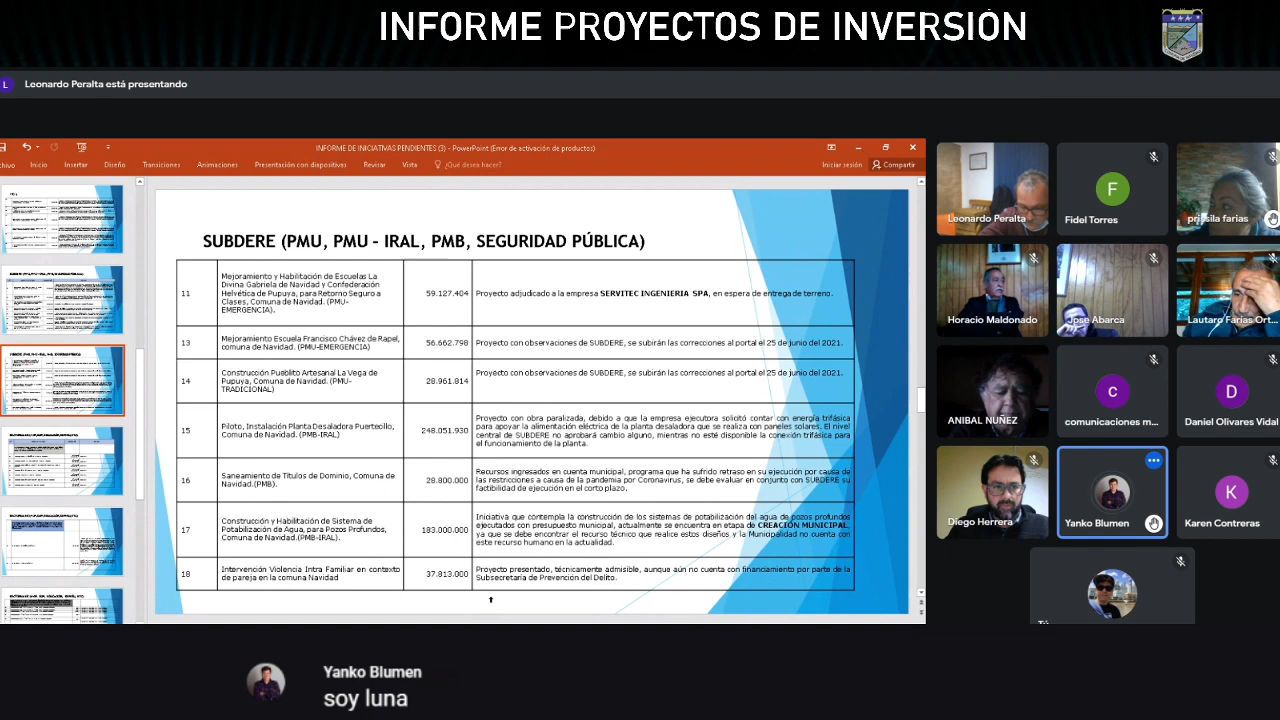 INFORME PROYECTOS DE INVERSIÓN
L
Leonardo Peralta está presentando
INFORME DE INICIATIVAS PENDIENTES (3) - PowerPoint (Error de activación de productos)
chivo Inicio Insertar Diseño Transiciones Animaciones Presentación con diapositivas Revisar Vista ¿Qué desea hacer? Iniciar sesión Compartir
SUBDERE (PMU, PMU - IRAL, PMB, SEGURIDAD PÚBLICA)
11
Mejoramiento y Habilitación de Escuelas La
Divina Gabriela de Navidad y Confederación
Helvética de Pupuya, para Retorno Seguro a
Clases, Comuna de Navidad. (PMU-
EMERGENCIA).
59.127.404
Proyecto adjudicado a la empresa SERVITEC INGENIERIA SPA, en espera de entrega de terreno.
13
Mejoramiento Escuela Francisco Chávez de Rapel,
comuna de Navidad. (PMU-EMERGENCIA)
56.662.798
Proyecto con observaciones de SUBDERE, se subirán las correcciones al portal el 25 de junio del 2021.
14
Construcción Pueblito Artesanal La Vega de
Pupuya, Comuna de Navidad. (PMU-
TRADICIONAL)
28.961.814
Proyecto con observaciones de SUBDERE, se subirán las correcciones al portal el 25 de junio del 2021.
15
Piloto, Instalación Planta Desaladora Puertecillo,
Comuna de Navidad. (PMB-IRAL)
248.051.930
Proyecto con obra paralizada, debido a que la empresa ejecutora solicitó contar con energía trifásica
para apoyar la alimentación eléctrica de la planta desaladora que se realiza con paneles solares. El nivel
central de SUBDERE no aprobará cambio alguno, mientras no esté disponible la conexión trifásica para
el funcionamiento de la planta.
16
Saneamiento de Títulos de Dominio, Comuna de
Navidad.(PMB).
28.800.000
Recursos ingresados en cuenta municipal, programa que ha sufrido retraso en su ejecución por causa de
las restricciones a causa de la pandemia por Coronavirus, se debe evaluar en conjunto con SUBDERE su
factibilidad de ejecución en el corto plazo.
17
Construcción y Habilitación de Sistema de
Potabilización de Agua, para Pozos Profundos,
Comuna de Navidad.(PMB-IRAL).
183.000.000
Iniciativa que contempla la construcción de los sistemas de potabilización del agua de pozos profundos
ejecutados con presupuesto municipal, actualmente se encuentra en etapa de CREACIÓN MUNICIPAL,
ya que se debe encontrar el recurso técnico que realice estos diseños y la Municipalidad no cuenta con
este recurso humano en la actualidad.
18
Intervención Violencia Intra Familiar en contexto
de pareja en la comuna Navidad
37.813.000
Proyecto presentado, técnicamente admisible, aunque aún no cuenta con financiamiento por parte de la
Subsecretaría de Prevención del Delito.
Leonardo Peralta
F
Fidel Torres
prissila farias
Horacio Maldonado
Jose Abarca
Lautaro Farías Ort...
ANIBAL NUÑEZ
c
comunicaciones m...
D
Daniel Olivares Vidal
Diego Herrera
Yanko Blumen
K
Karen Contreras
Yanko Blumen
soy luna